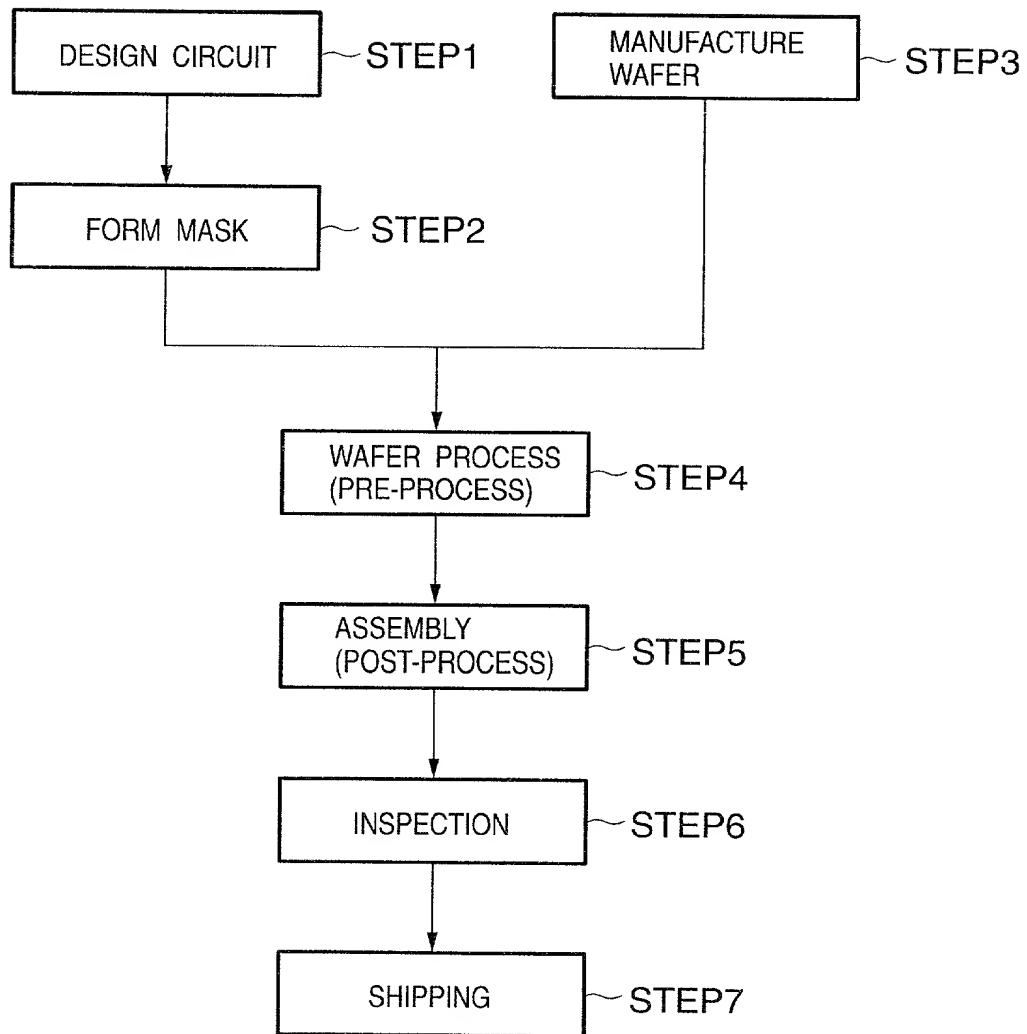 DESIGN CIRCUIT
STEP1
MANUFACTURE
WAFER
STEP3
FORM MASK
STEP2
WAFER PROCESS
(PRE-PROCESS)
STEP4
ASSEMBLY
(POST-PROCESS)
STEP5
INSPECTION
STEP6
SHIPPING
STEP7